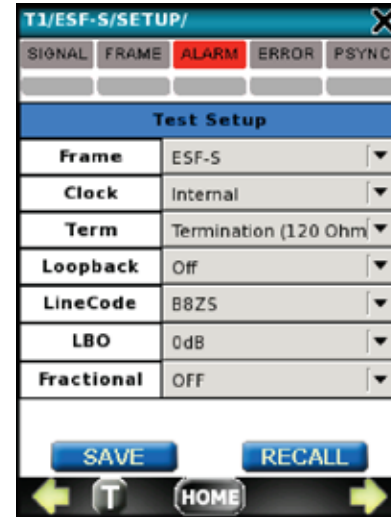 T1/ESF-S/SETUP/
SIGNAL FRAME ALARM ERROR PSYNC
Test Setup
Frame ESF-S
Clock Internal
Term Termination (120 Ohm
Loopback Off
LineCode B8ZS
LBO 0dB
Fractional OFF
SAVE RECALL
T HOME